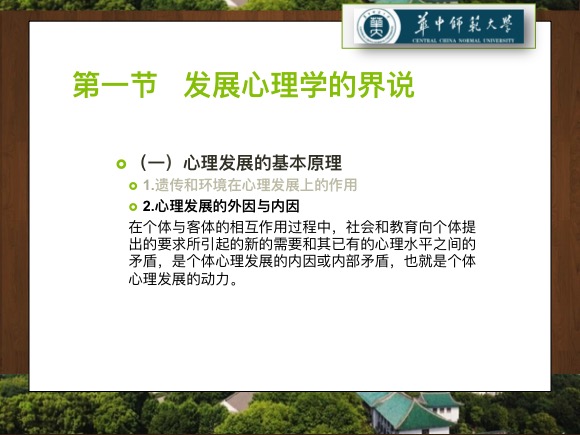 華中師範大學
CENTRAL CHINA NORMAL UNIVERSITY
第一节 发展心理学的界说
（一）心理发展的基本原理
1.遗传和环境在心理发展上的作用
2.心理发展的外因与内因
在个体与客体的相互作用过程中，社会和教育向个体提
出的要求所引起的新的需要和其已有的心理水平之间的
矛盾，是个体心理发展的内因或内部矛盾，也就是个体
心理发展的动力。